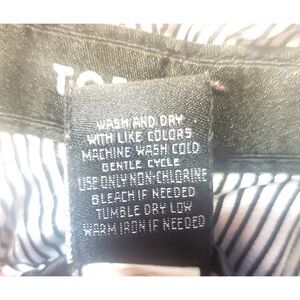 WASH AND DRY
WITH LIKE COLORS
MACHINE WASH COLD
GENTLE CYCLE
USE ONLY NON-CHLORINE
BLEACH IF NEEDED
TUMBLE DRY LOW
WARM IRON IF NEEDED